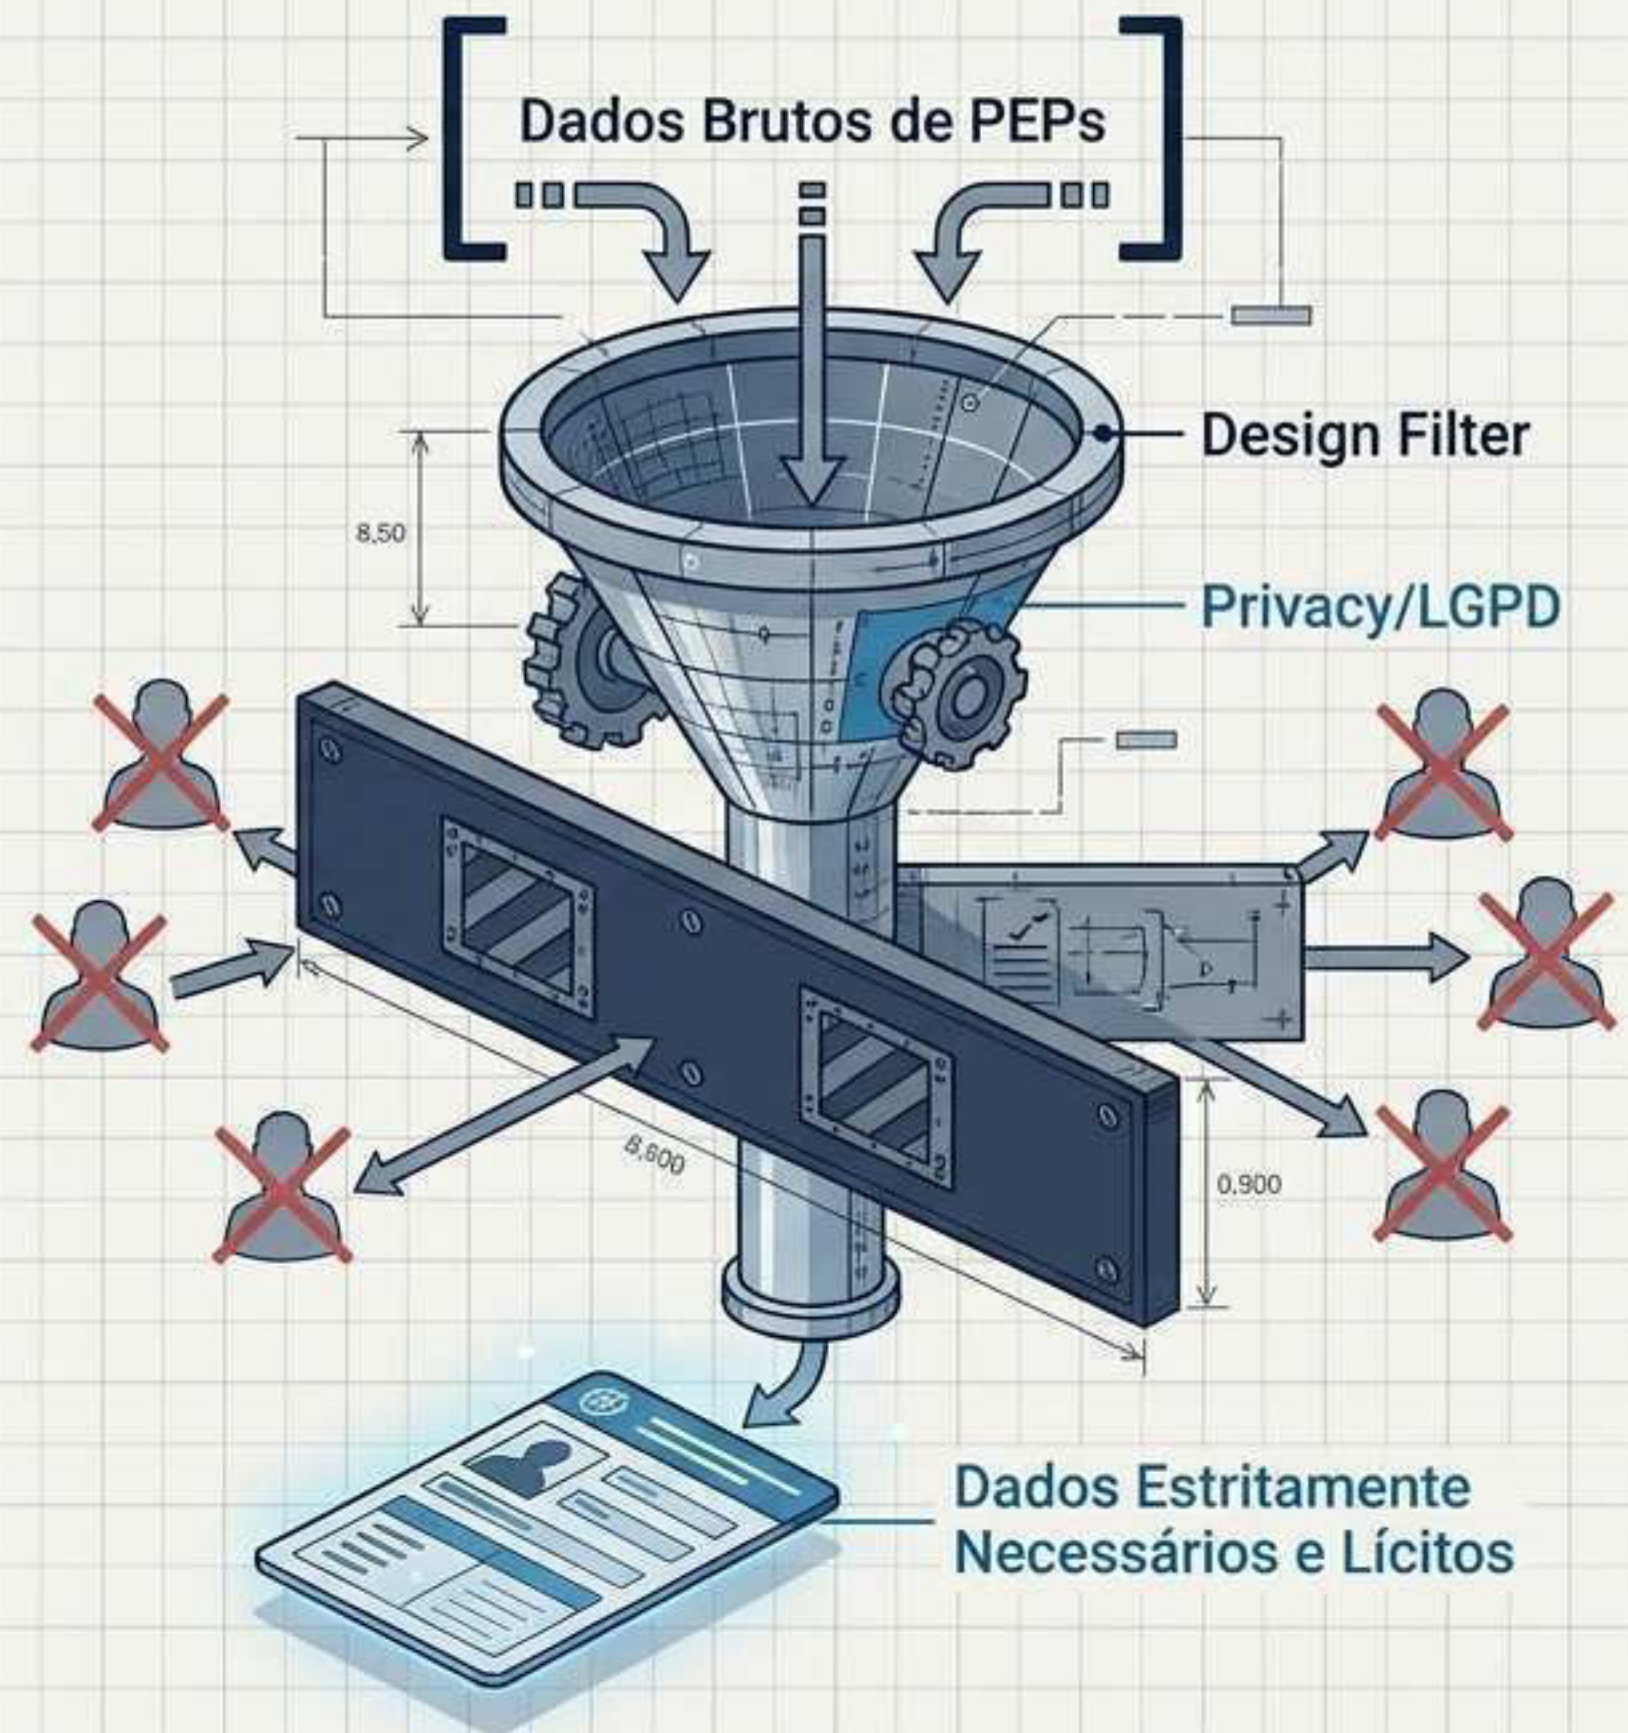 Dados Brutos de PEPs
Design Filter
8.50
Privacy/LGPD
8.600
0.900
Dados Estritamente
Necessários e Lícitos